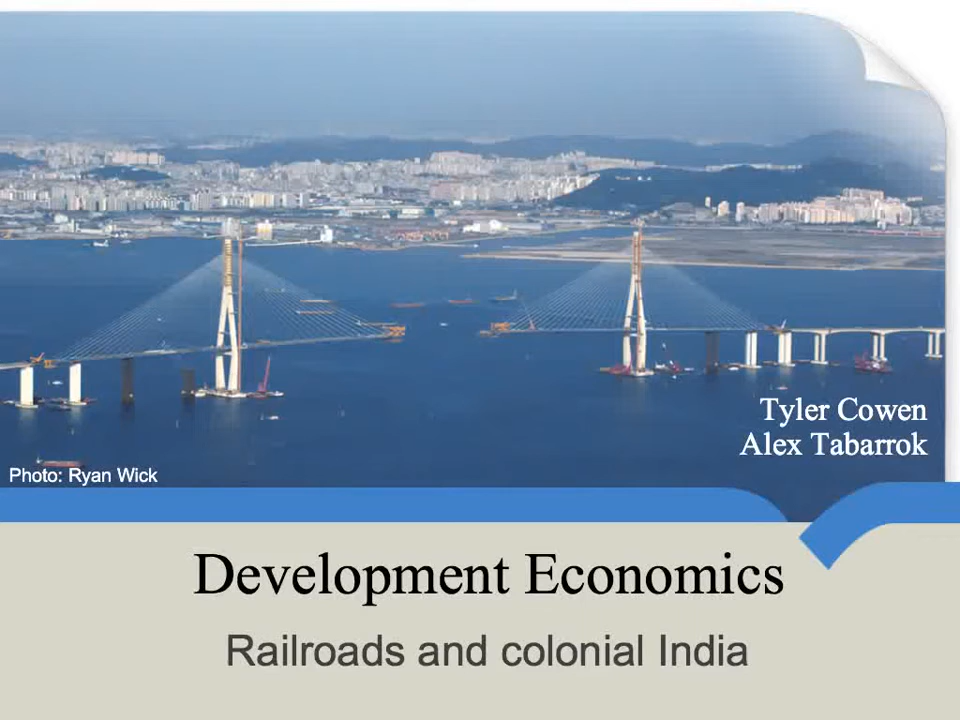 Tyler Cowen
Alex Tabarrok
Photo: Ryan Wick
Development Economics
Railroads and colonial India